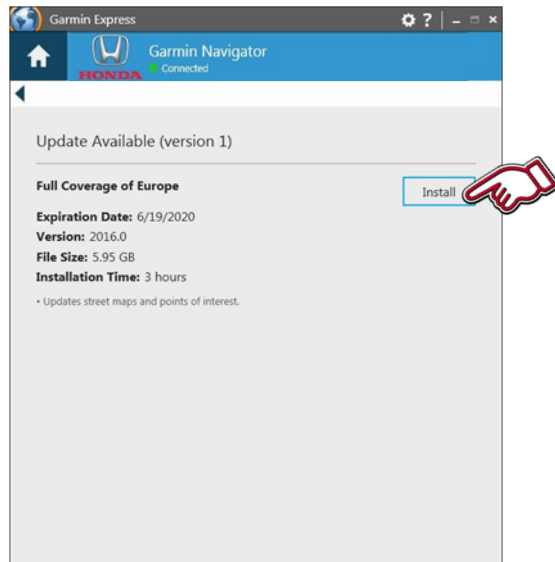 Garmin Express
?
HONDA
Garmin Navigator
Connected
Update Available (version 1)
Full Coverage of Europe
Install
Expiration Date: 6/19/2020
Version: 2016.0
File Size: 5.95 GB
Installation Time: 3 hours
• Updates street maps and points of interest.